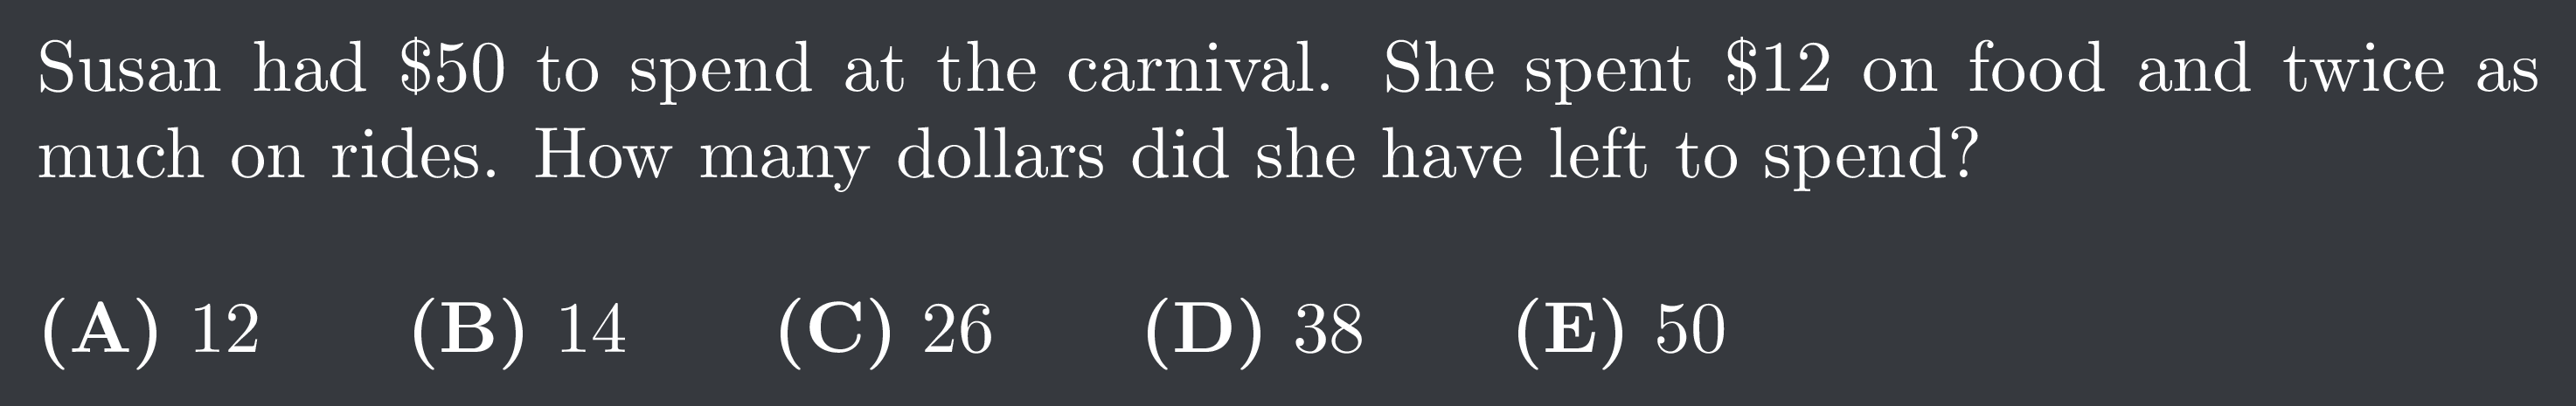 Susan had $50 to spend at the carnival. She spent $12 on food and twice as
much on rides. How many dollars did she have left to spend?
(A) 12 (B) 14 (C) 26 (D) 38 (E) 50